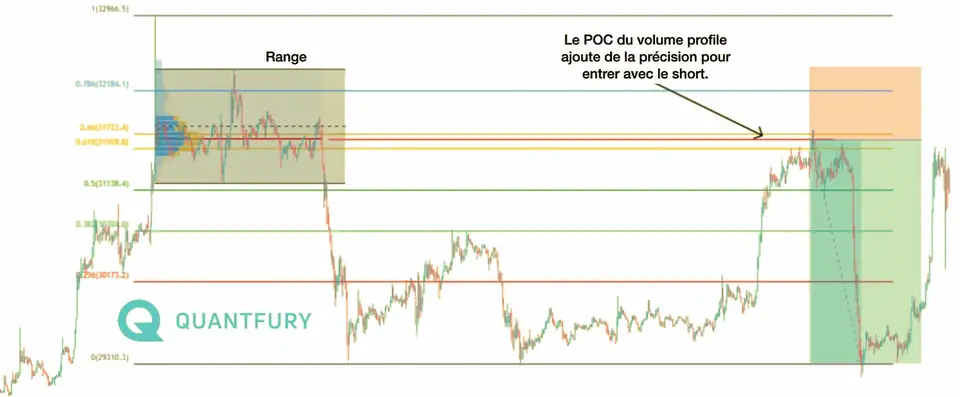 1(32966.5)
Range
Le POC du volume profile
ajoute de la précision pour
entrer avec le short.
0.786(32184.1)
0.66(31723.4)
0.618(31569.8)
0.5(31138.4)
0.236(30173.2)
QUANTFURY
0(29310.3)